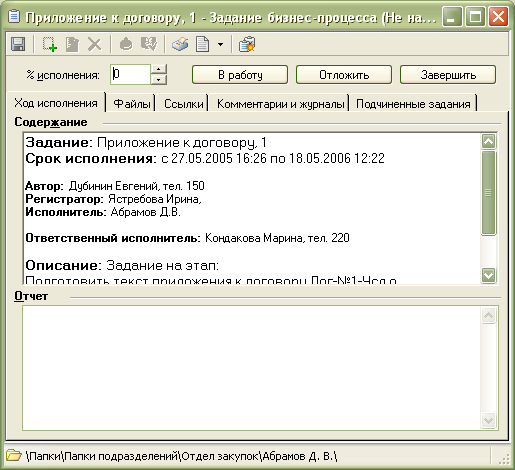 Приложение к договору, 1 - Задание бизнес-процесса (Не на...
% исполнения: 0 В работу Отложить Завершить
Ход исполнения Файлы Ссылки Комментарии и журналы Подчиненные задания
Содержание
Задание: Приложение к договору, 1
Срок исполнения: с 27.05.2005 16:26 по 18.05.2006 12:22
Автор: Дубинин Евгений, тел. 150
Регистратор: Ястребова Ирина,
Исполнитель: Абрамов Д.В.
Ответственный исполнитель: Кондакова Марина, тел. 220
Описание: Задание на этап:
Подготовить текст приложения к договору Дог-№1-Усл о
Отчет
\Папки\Папки подразделений\Отдел закупок\Абрамов Д. В.\